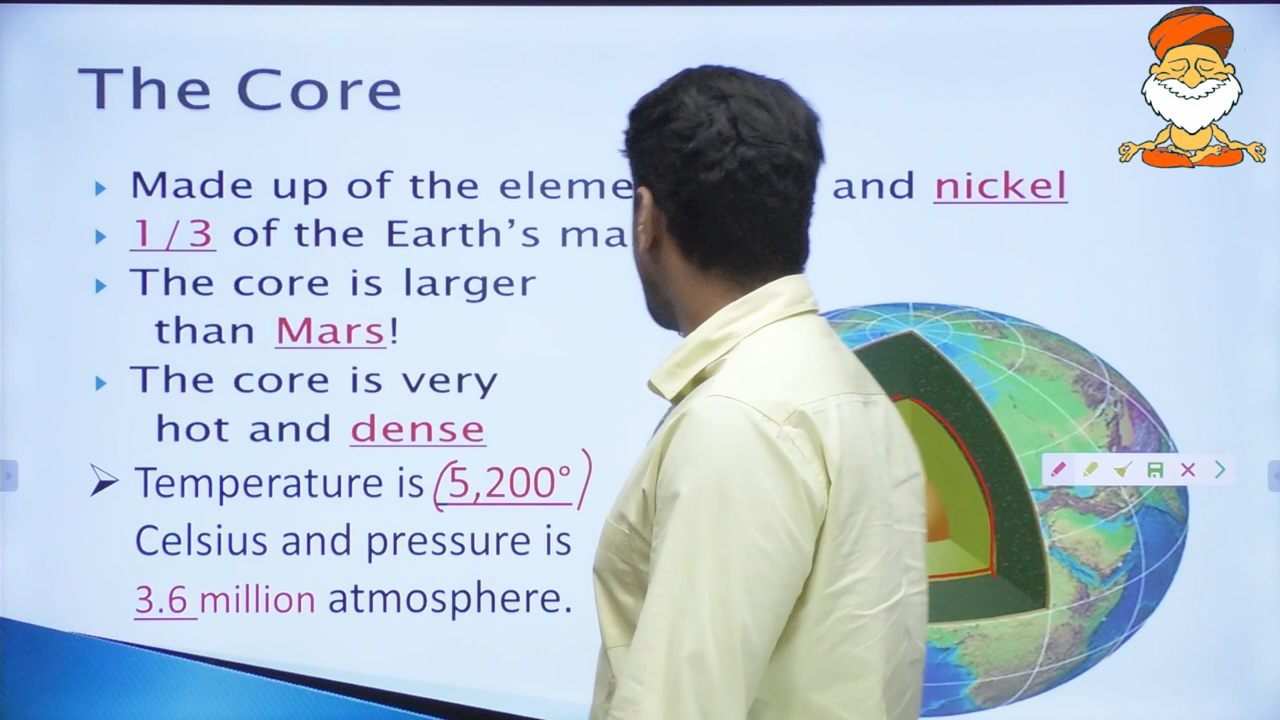 The Core
Made up of the eleme and nickel
1/3 of the Earth's ma
The core is larger
than Mars!
The core is very
hot and dense
Temperature is (5,200°)
Celsius and pressure is
3.6 million atmosphere.